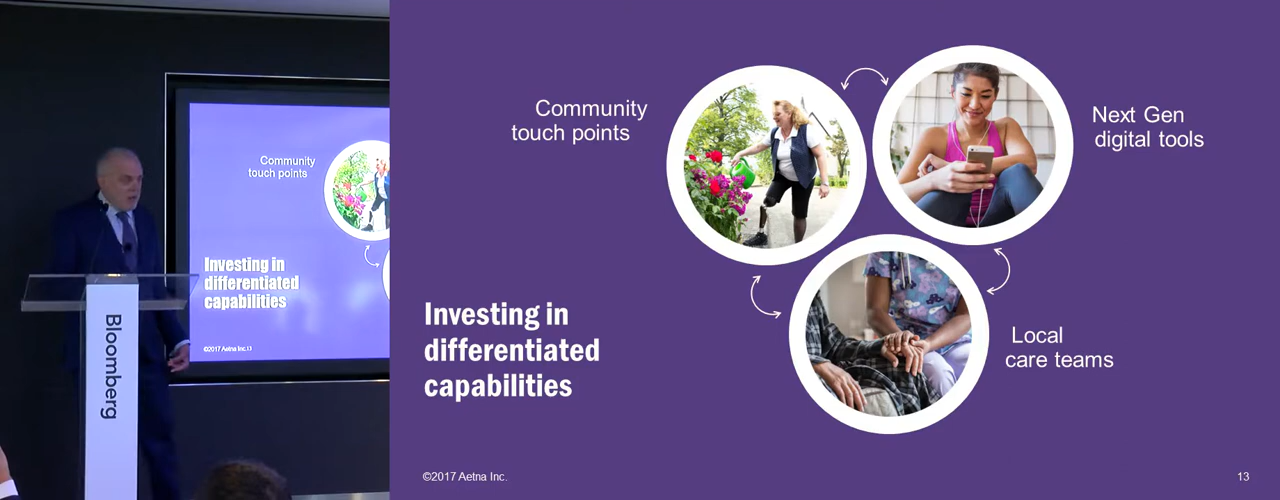 Community
touch points
Investing in
differentiated
capabilities
©2017 Aetna Inc.13
Bloomberg
Community
touch points
Next Gen
digital tools
Local
care teams
Investing in
differentiated
capabilities
©2017 Aetna Inc.
13